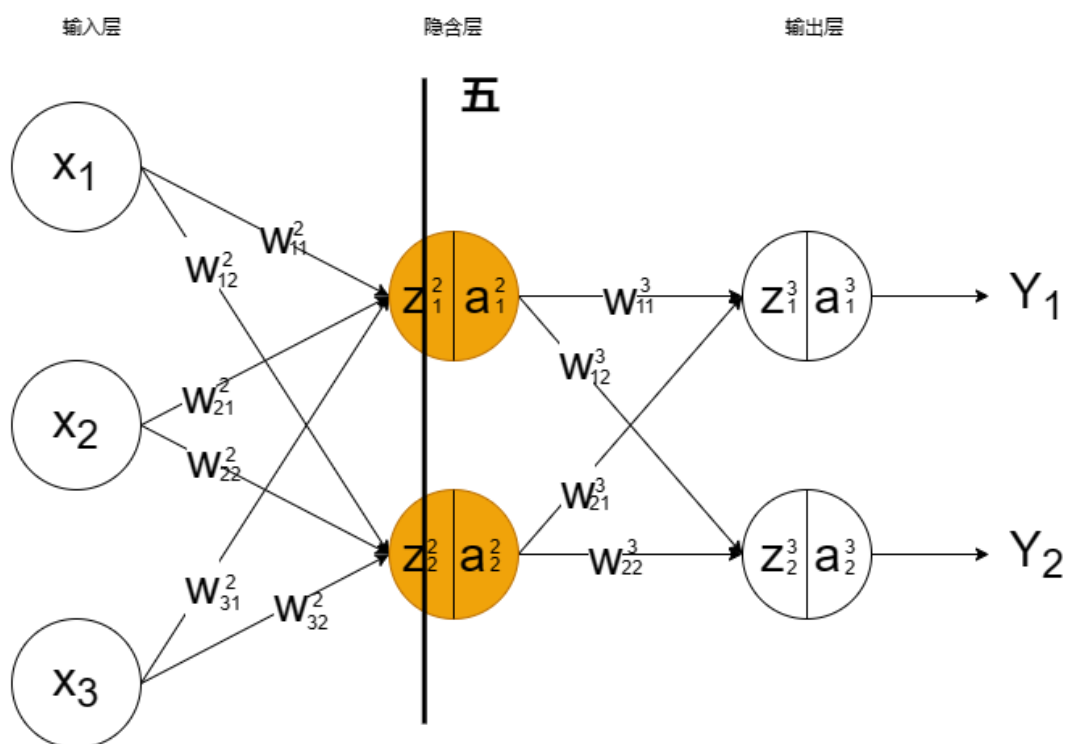 输入层
隐含层
输出层
五
x₁
x₂
x₃
W²₁₁
W²₁₂
W²₂₁
W²₂₂
W²₃₁
W²₃₂
z²₁ a²₁
z²₂ a²₂
W³₁₁
W³₁₂
W³₂₁
W³₂₂
z³₁ a³₁
z³₂ a³₂
Y₁
Y₂